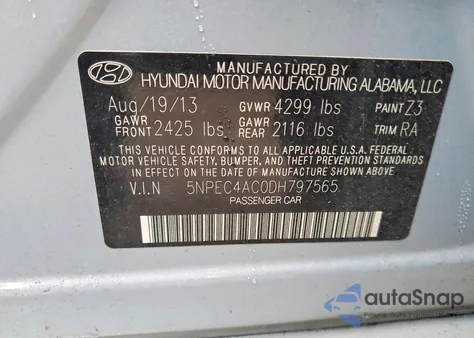 MANUFACTURED BY
HYUNDAI MOTOR MANUFACTURING ALABAMA, LLC
Aug/19/13 GVWR 4299 lbs PAINT Z3
GAWR FRONT 2425 lbs GAWR REAR 2116 lbs TRIM RA
THIS VEHICLE CONFORMS TO ALL APPLICABLE U.S.A. FEDERAL
MOTOR VEHICLE SAFETY, BUMPER, AND THEFT PREVENTION STANDARDS
IN EFFECT ON THE DATE OF MANUFACTURE SHOWN ABOVE.
V.I.N 5NPEC4AC0DH797565
PASSENGER CAR
autoSnap